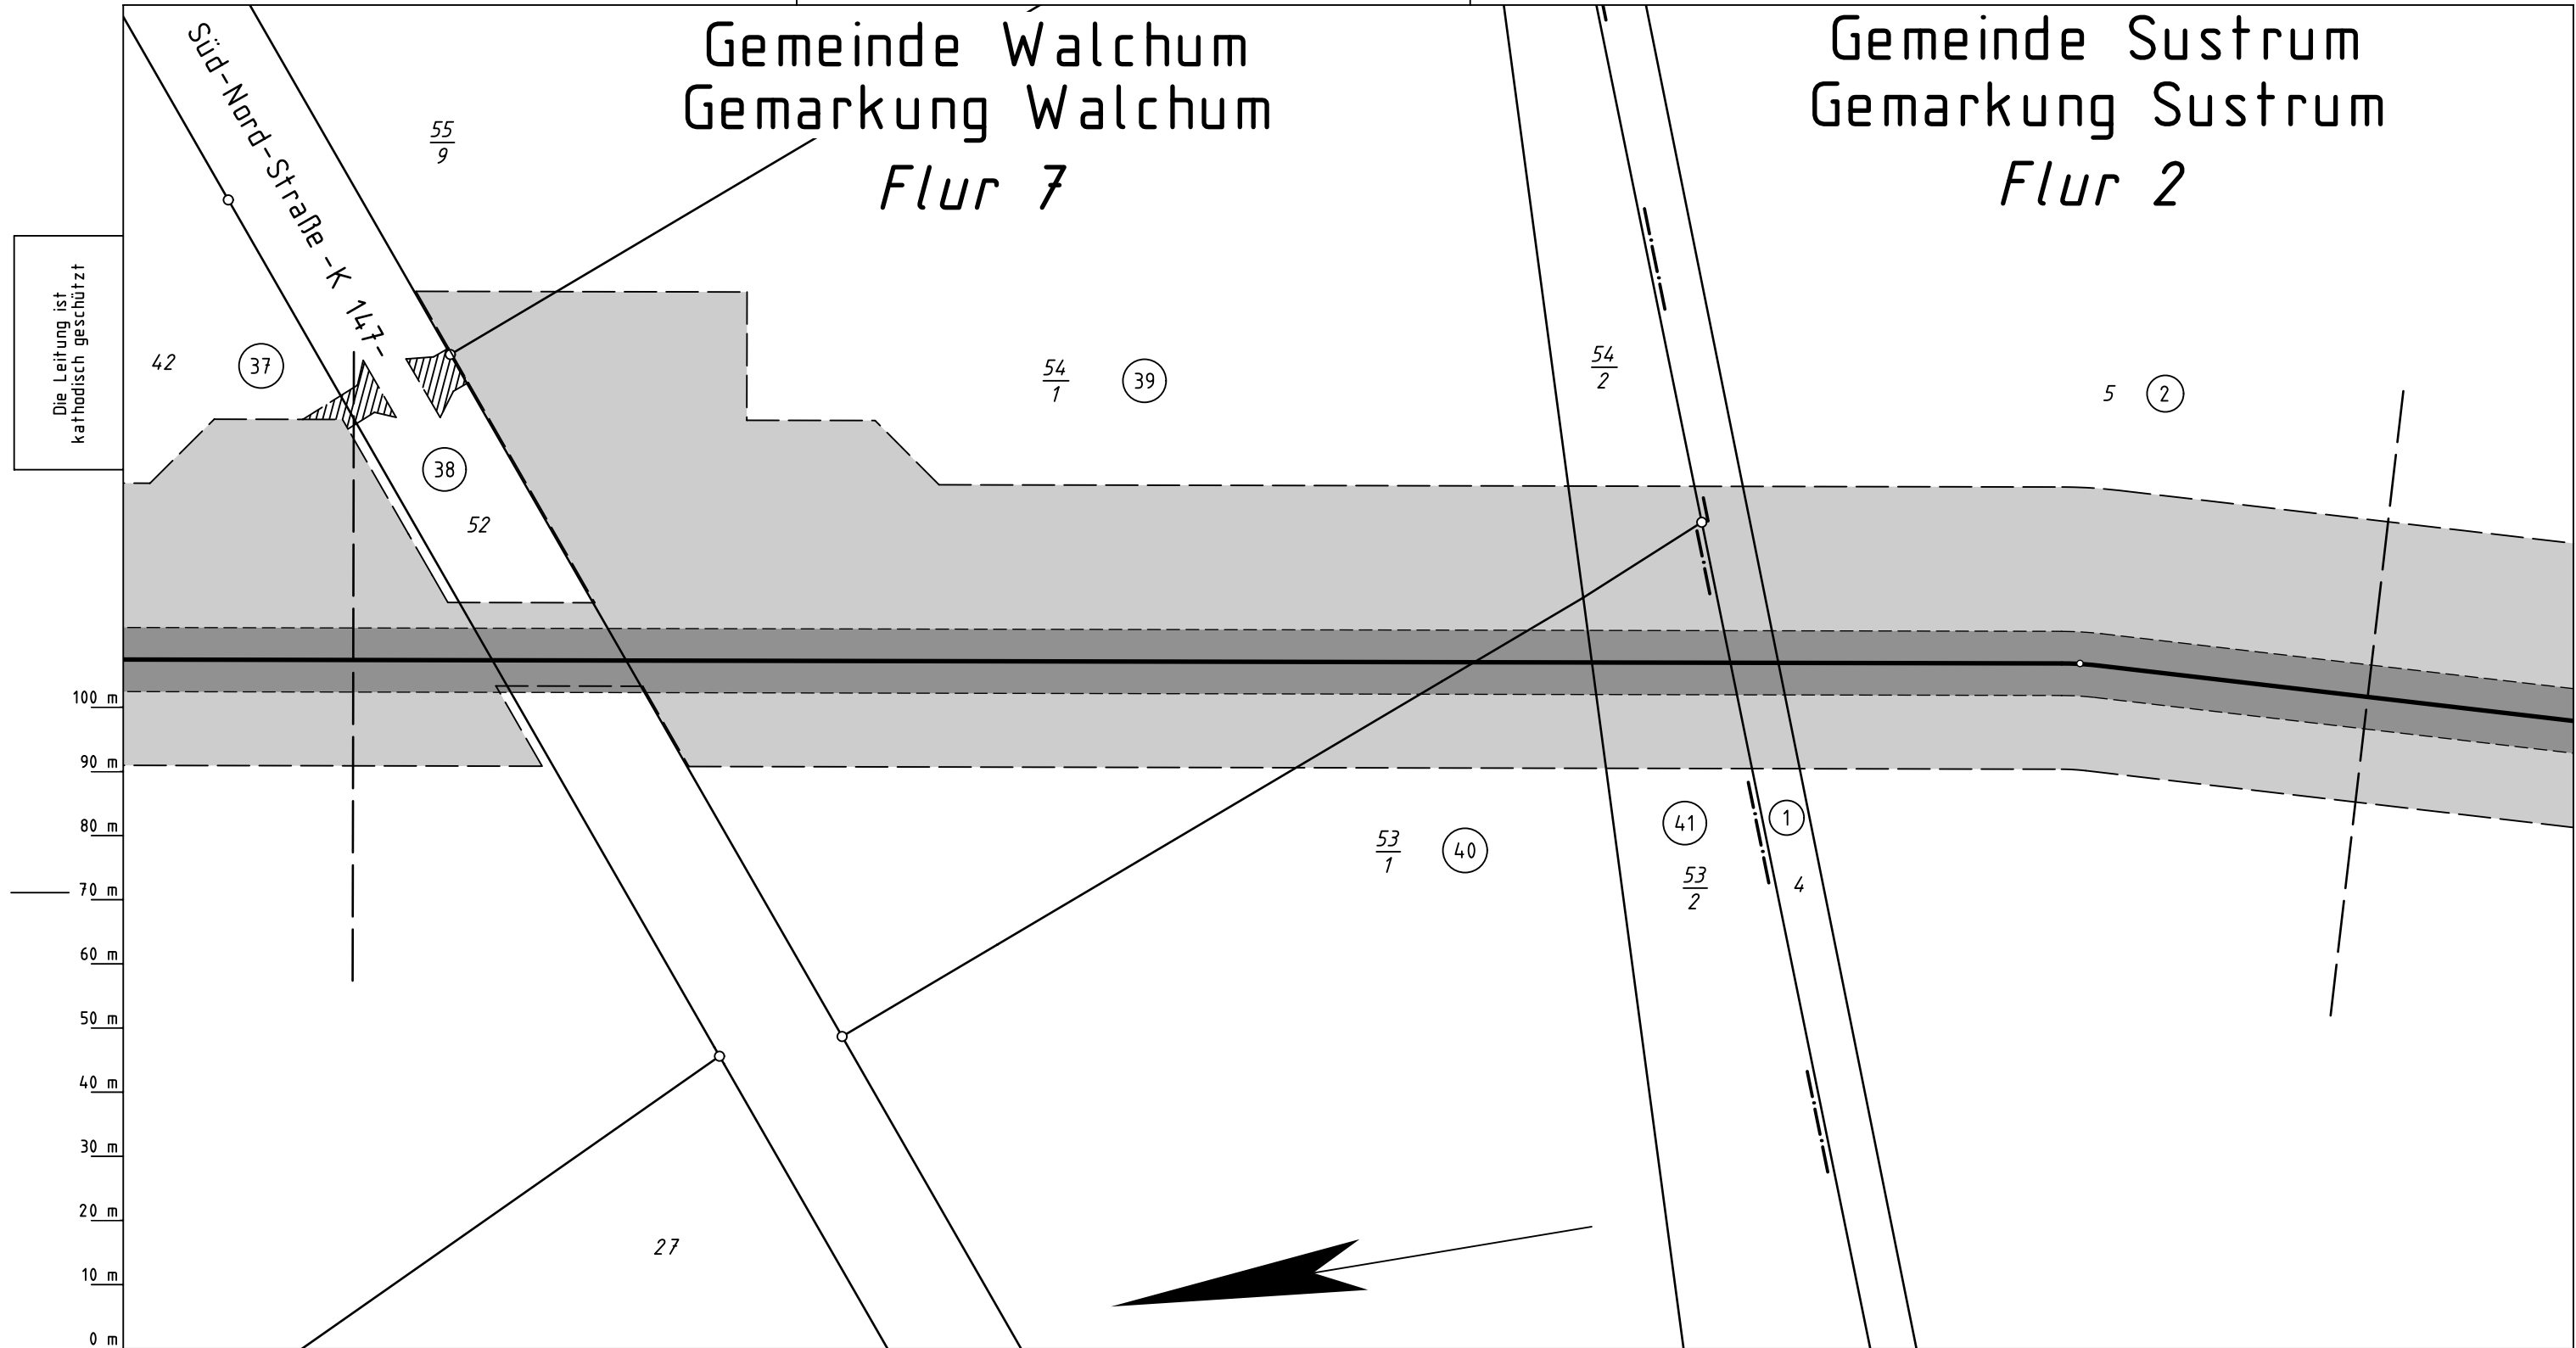 Gemeinde Walchum
Gemarkung Walchum
Flur 7
Gemeinde Sustrum
Gemarkung Sustrum
Flur 2
Süd-Nord-Straße -K 147-
55
9
Die Leitung ist
kathodisch geschützt
42
37
38
52
54
1
39
54
2
5
2
100 m
90 m
80 m
70 m
60 m
50 m
40 m
30 m
20 m
10 m
0 m
53
1
40
41
53
2
1
4
27